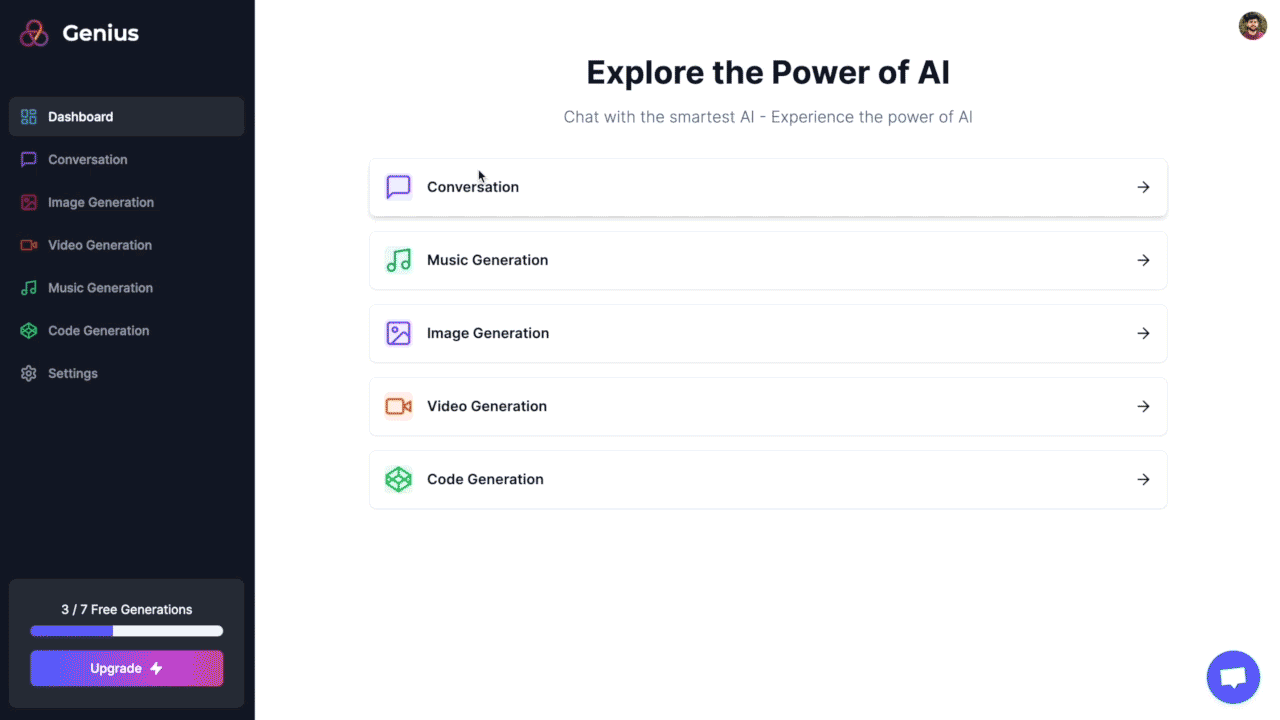 Genius
Dashboard
Conversation
Image Generation
Video Generation
Music Generation
Code Generation
Settings
3 / 7 Free Generations
Upgrade
Explore the Power of AI
Chat with the smartest AI - Experience the power of AI
Conversation
Music Generation
Image Generation
Video Generation
Code Generation